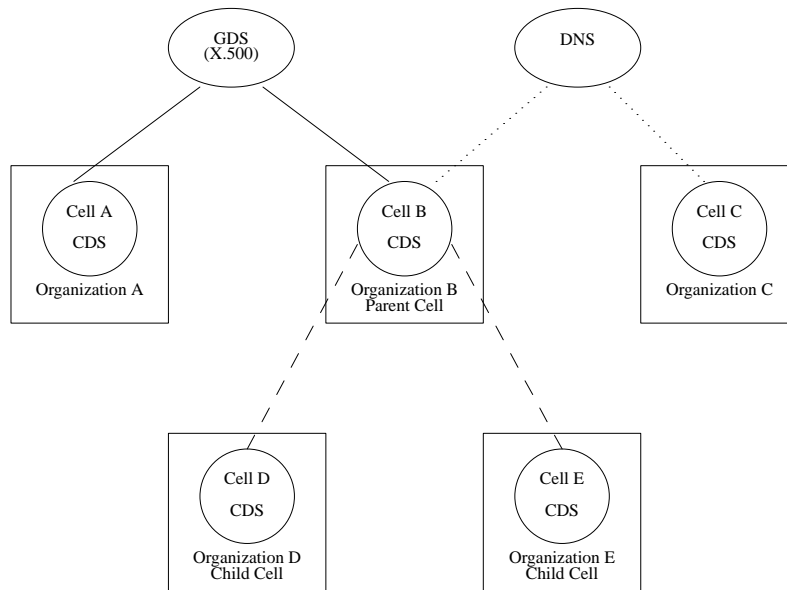 GDS
(X.500)
DNS
Cell A
CDS
Organization A
Cell B
CDS
Organization B
Parent Cell
Cell C
CDS
Organization C
Cell D
CDS
Organization D
Child Cell
Cell E
CDS
Organization E
Child Cell